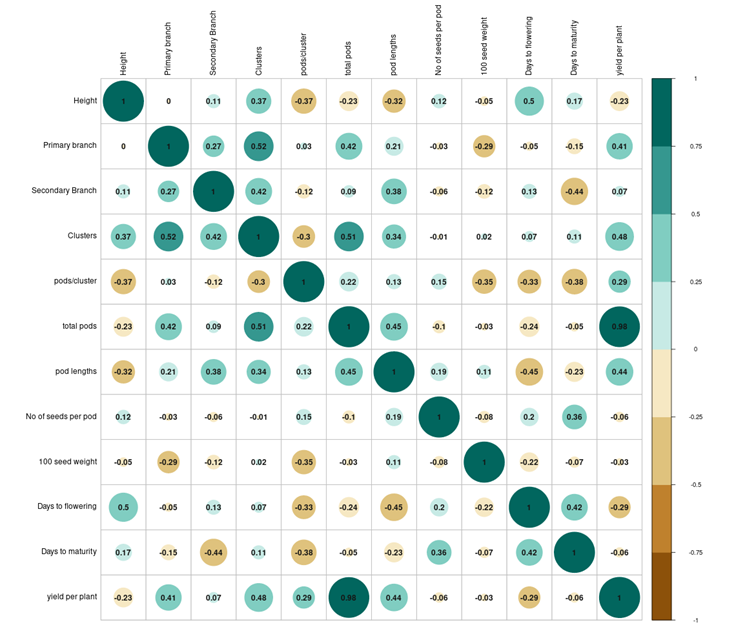 Height Primary branch Secondary Branch Clusters pods/cluster total pods pod lengths No of seeds per pod 100 seed weight Days to flowering Days to maturity yield per plant
1
Height 1 0 0.11 0.37 -0.37 -0.23 -0.32 0.12 -0.05 0.5 0.17 -0.23
0.75
Primary branch 0 1 0.27 0.52 0.03 0.42 0.21 -0.03 -0.29 -0.05 -0.15 0.41
Secondary Branch 0.11 0.27 1 0.42 -0.12 0.09 0.38 -0.06 -0.12 0.13 -0.44 0.07
0.5
Clusters 0.37 0.52 0.42 1 -0.3 0.51 0.34 -0.01 0.02 0.07 0.11 0.48
0.25
pods/cluster -0.37 0.03 -0.12 -0.3 1 0.22 0.13 0.15 -0.35 -0.33 -0.38 0.29
total pods -0.23 0.42 0.09 0.51 0.22 1 0.45 -0.1 -0.03 -0.24 -0.05 0.98
0
pod lengths -0.32 0.21 0.38 0.34 0.13 0.45 1 0.19 0.11 -0.45 -0.23 0.44
No of seeds per pod 0.12 -0.03 -0.06 -0.01 0.15 -0.1 0.19 1 -0.08 0.2 0.36 -0.06
-0.25
100 seed weight -0.05 -0.29 -0.12 0.02 -0.35 -0.03 0.11 -0.08 1 -0.22 -0.07 -0.03
-0.5
Days to flowering 0.5 -0.05 0.13 0.07 -0.33 -0.24 -0.45 0.2 -0.22 1 0.42 -0.29
Days to maturity 0.17 -0.15 -0.44 0.11 -0.38 -0.05 -0.23 0.36 -0.07 0.42 1 -0.06
-0.75
yield per plant -0.23 0.41 0.07 0.48 0.29 0.98 0.44 -0.06 -0.03 -0.29 -0.06 1
-1